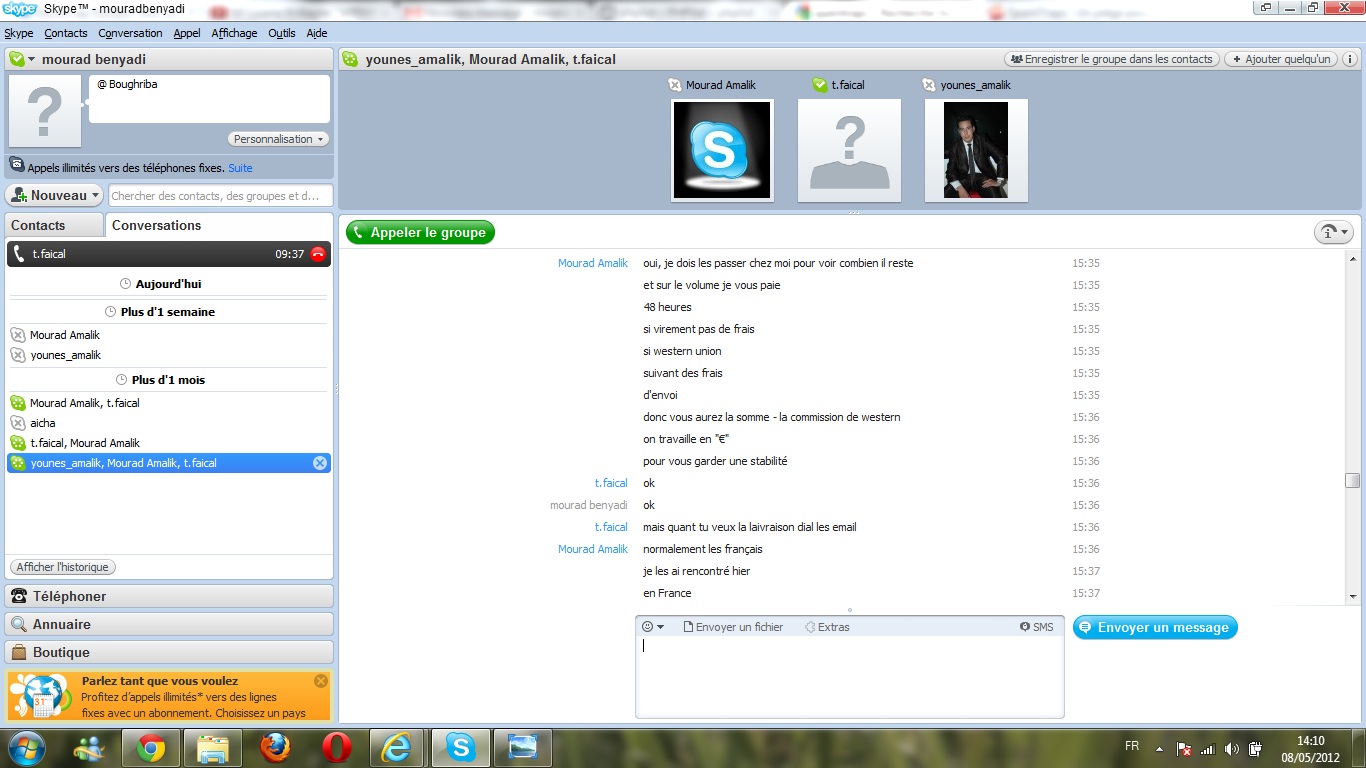 skype Skype™ - mouradbenyadi
Skype Contacts Conversation Appel Affichage Outils Aide
mourad benyadi
@ Boughriba
Personnalisation
Appels illimités vers des téléphones fixes. Suite
Nouveau
Chercher des contacts, des groupes et d...
Contacts
Conversations
t.faical 09:37
Aujourd'hui
Plus d'1 semaine
Mourad Amalik
younes_amalik
Plus d'1 mois
Mourad Amalik, t.faical
aicha
t.faical, Mourad Amalik
younes_amalik, Mourad Amalik, t.faical
Afficher l'historique
Téléphoner
Annuaire
Boutique
Parlez tant que vous voulez
Profitez d'appels illimités* vers des lignes
fixes avec un abonnement. Choisissez un pays
31
younes_amalik, Mourad Amalik, t.faical
Enregistrer le groupe dans les contacts
Ajouter quelqu'un
Mourad Amalik
t.faical
younes_amalik
S
Appeler le groupe
Mourad Amalik oui, je dois les passer chez moi pour voir combien il reste 15:35
et sur le volume je vous paie 15:35
48 heures 15:35
si virement pas de frais 15:35
si western union 15:35
suivant des frais 15:35
d'envoi 15:35
donc vous aurez la somme - la commission de western 15:36
on travaille en "€" 15:36
pour vous garder une stabilité 15:36
t.faical ok 15:36
mourad benyadi ok 15:36
t.faical mais quant tu veux la laivraison dial les email 15:36
Mourad Amalik normalement les français 15:36
je les ai rencontré hier 15:37
en France 15:37
Envoyer un fichier
Extras
SMS
Envoyer un message
FR
14:10
08/05/2012